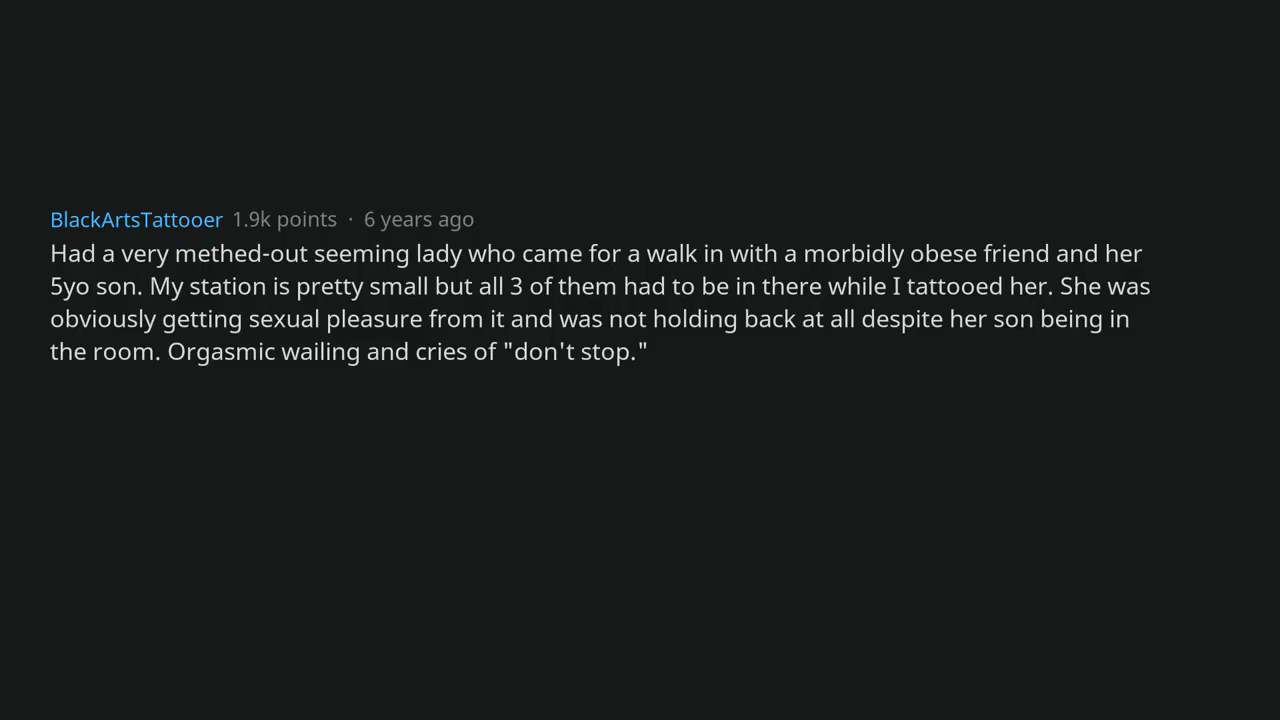 BlackArtsTattooer 1.9k points · 6 years ago
Had a very methed-out seeming lady who came for a walk in with a morbidly obese friend and her
5yo son. My station is pretty small but all 3 of them had to be in there while I tattooed her. She was
obviously getting sexual pleasure from it and was not holding back at all despite her son being in
the room. Orgasmic wailing and cries of "don't stop."